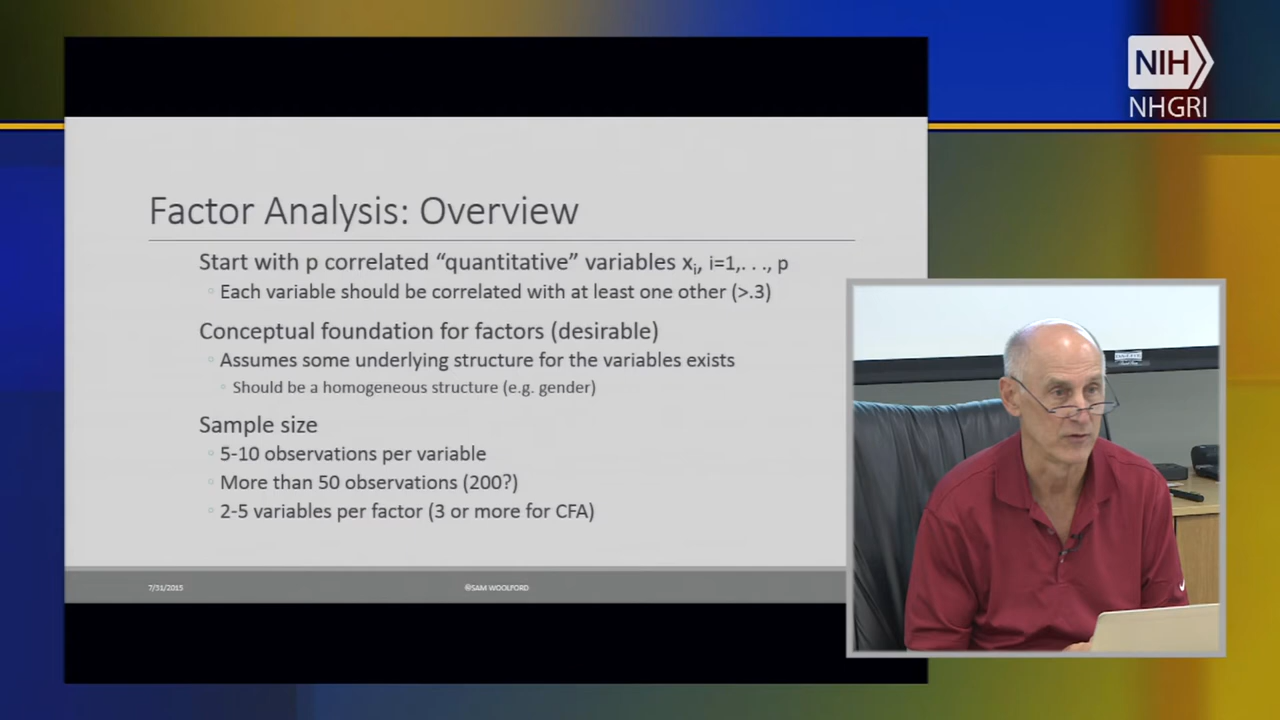 NIH
NHGRI
Factor Analysis: Overview
Start with p correlated “quantitative” variables xᵢ, i=1,. . ., p
Each variable should be correlated with at least one other (>.3)
Conceptual foundation for factors (desirable)
Assumes some underlying structure for the variables exists
Should be a homogeneous structure (e.g. gender)
Sample size
5-10 observations per variable
More than 50 observations (200?)
2-5 variables per factor (3 or more for CFA)
7/31/2015
@SAM WOOLFORD